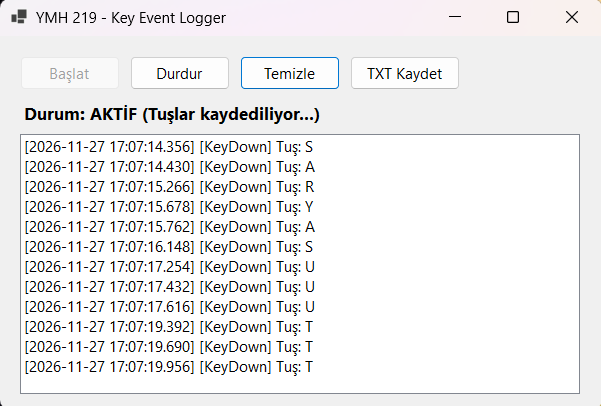 YMH 219 - Key Event Logger
Başlat Durdur Temizle TXT Kaydet
Durum: AKTİF (Tuşlar kaydediliyor...)
[2026-11-27 17:07:14.356] [KeyDown] Tuş: S
[2026-11-27 17:07:14.430] [KeyDown] Tuş: A
[2026-11-27 17:07:15.266] [KeyDown] Tuş: R
[2026-11-27 17:07:15.678] [KeyDown] Tuş: Y
[2026-11-27 17:07:15.762] [KeyDown] Tuş: A
[2026-11-27 17:07:16.148] [KeyDown] Tuş: S
[2026-11-27 17:07:17.254] [KeyDown] Tuş: U
[2026-11-27 17:07:17.432] [KeyDown] Tuş: U
[2026-11-27 17:07:17.616] [KeyDown] Tuş: U
[2026-11-27 17:07:19.392] [KeyDown] Tuş: T
[2026-11-27 17:07:19.690] [KeyDown] Tuş: T
[2026-11-27 17:07:19.956] [KeyDown] Tuş: T